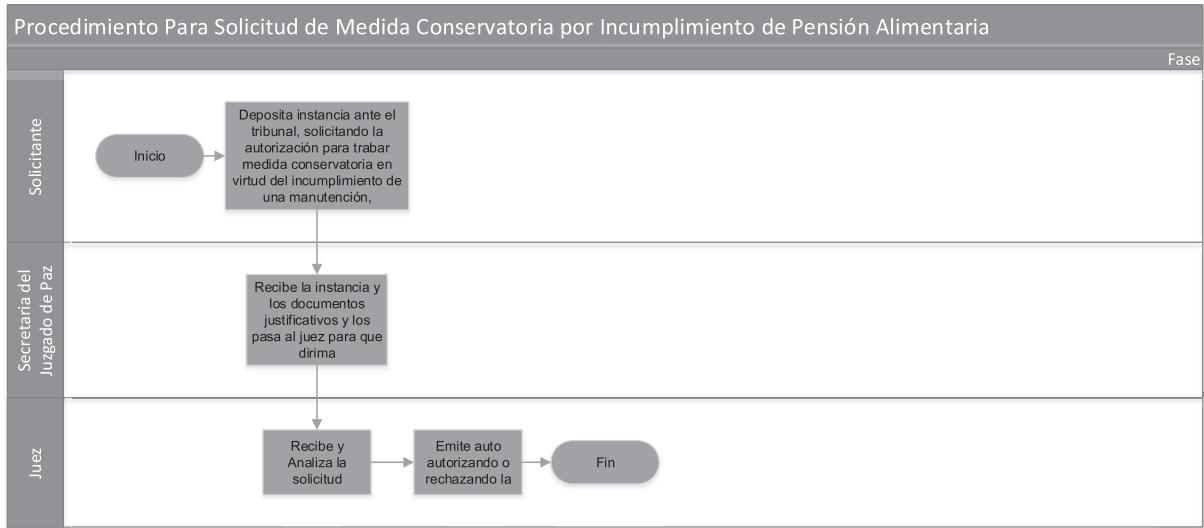 Procedimiento Para Solicitud de Medida Conservatoria por Incumplimiento de Pensión Alimentaria
Fase
Solicitante
Inicio
Deposita instancia ante el
tribunal, solicitando la
autorización para trabar
medida conservatoria en
virtud del incumplimiento de
una manutención,
Secretaria del
Juzgado de Paz
Recibe la instancia y
los documentos
justificativos y los
pasa al juez para que
dirima
Juez
Recibe y
Analiza la
solicitud
Emite auto
autorizando o
rechazando la
Fin